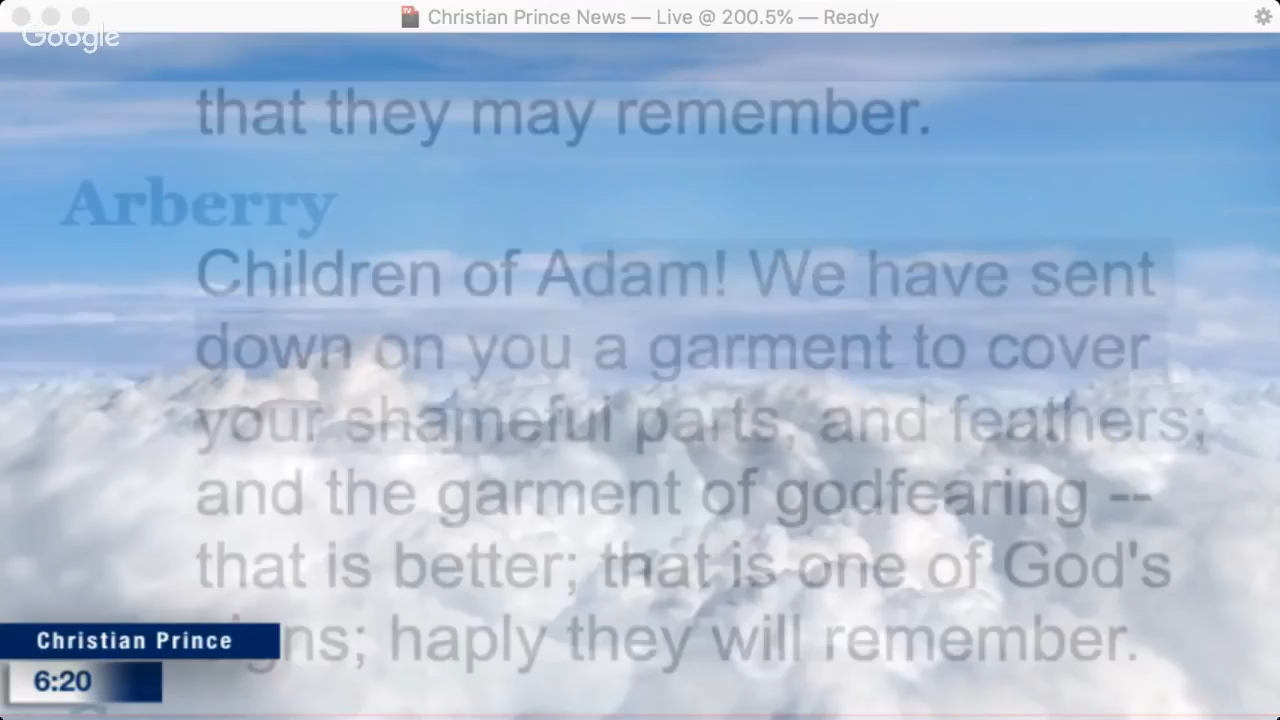 Christian Prince News — Live @ 200.5% — Ready
Google
that they may remember.
Arberry
Children of Adam! We have sent
down on you a garment to cover
your shameful parts, and feathers;
and the garment of godfearing --
that is better; that is one of God's
signs; haply they will remember.
Christian Prince
6:20